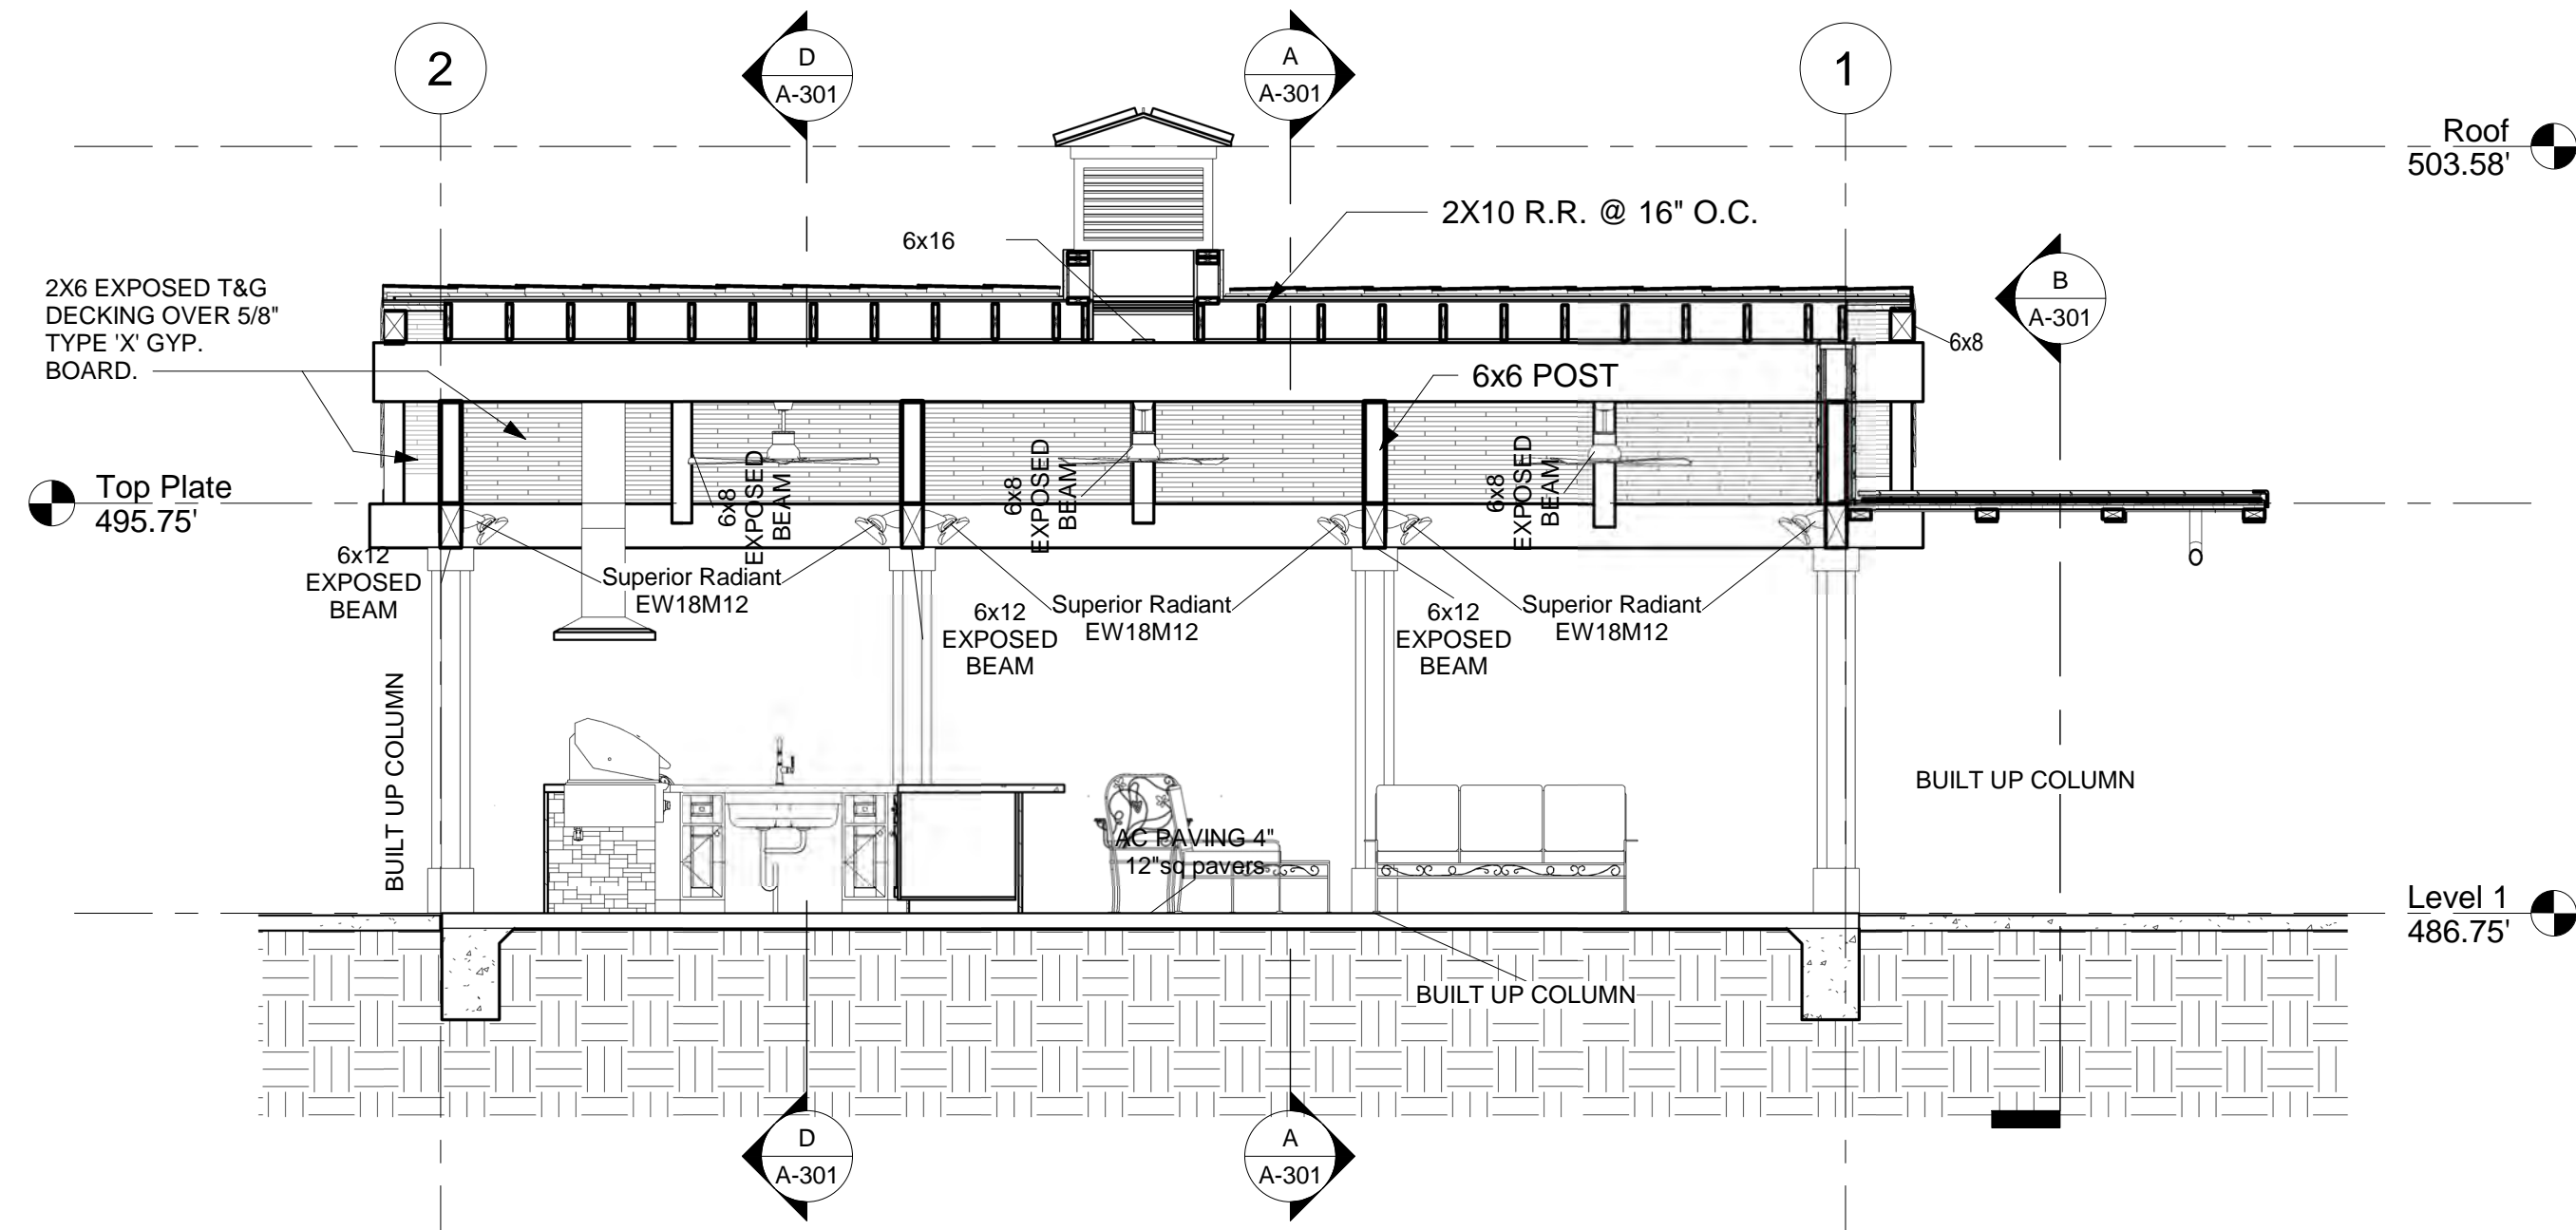 2
D
A-301
A
A-301
1
Roof
503.58'
2X10 R.R. @ 16" O.C.
6x16
2X6 EXPOSED T&G
DECKING OVER 5/8"
TYPE 'X' GYP.
BOARD.
B
A-301
6x8
6x6 POST
Top Plate
495.75'
6x8
EXPOSED
BEAM
6x8
EXPOSED
BEAM
6x8
EXPOSED
BEAM
6x12
EXPOSED
BEAM
Superior Radiant
EW18M12
6x12
EXPOSED
BEAM
Superior Radiant
EW18M12
6x12
EXPOSED
BEAM
Superior Radiant
EW18M12
BUILT UP COLUMN
BUILT UP COLUMN
AC PAVING 4"
12"sq pavers
Level 1
486.75'
BUILT UP COLUMN
D
A-301
A
A-301